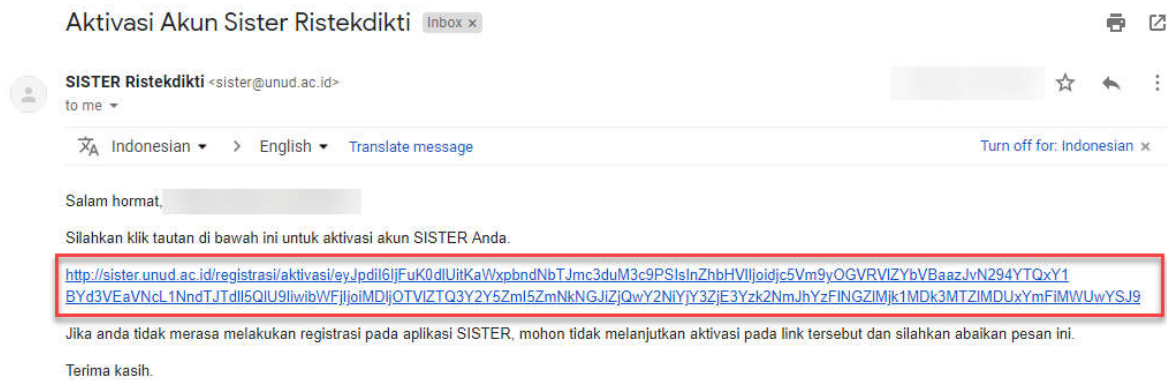 Aktivasi Akun Sister Ristekdikti Inbox x
SISTER Ristekdikti <sister@unud.ac.id>
to me
Indonesian > English Translate message Turn off for: Indonesian x
Salam hormat,
Silahkan klik tautan di bawah ini untuk aktivasi akun SISTER Anda.
http://sister.unud.ac.id/registrasi/aktivasi/eyJpdiI6IjFuK0dlUitKaWxpbndNbTJmc3duM3c9PSIsInZhbHVlIjoidjc5Vm9yOGVRVlZYbVBaazJvN294YTQxY1
BYd3VEaVNcL1NndTJTdll5QlU9IiwibWFjIjoiMDljOTVlZTQ3Y2Y5ZmI5ZmNkNGJiZjQwY2NiYjY3ZjE3Yzk2NmJhYzFlNGZlMjk1MDk3MTZlMDUxYmFiMWUwYSJ9
Jika anda tidak merasa melakukan registrasi pada aplikasi SISTER, mohon tidak melanjutkan aktivasi pada link tersebut dan silahkan abaikan pesan ini.
Terima kasih.